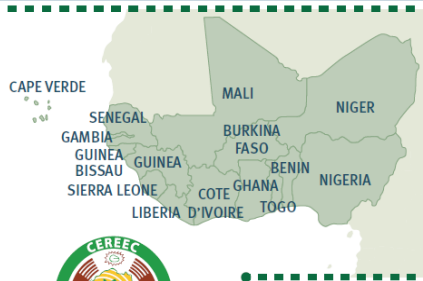 CAPE VERDE
MALI
NIGER
SENEGAL
BURKINA
FASO
GAMBIA
GUINEA
BISSAU
GUINEA
BENIN
NIGERIA
SIERRA LEONE
COTE
D'IVOIRE
GHANA
LIBERIA
TOGO
CEREEC